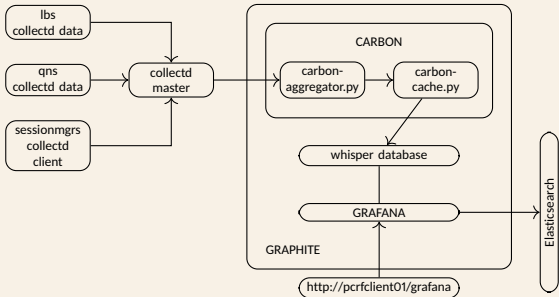 lbs
collectd data
qns
collectd data
sessionmgrs
collectd
client
collectd
master
CARBON
carbon-
aggregator.py
carbon-
cache.py
whisper database
GRAFANA
GRAPHITE
http://pcrfclient01/grafana
Elasticsearch